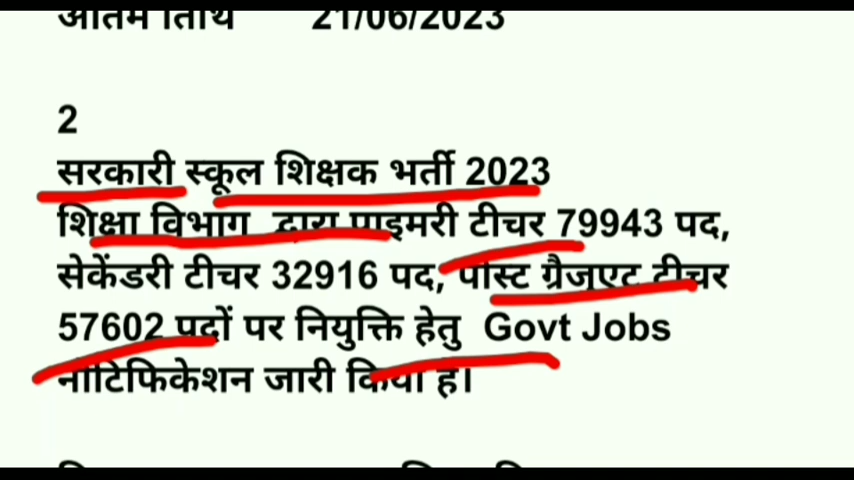 अंतिम तिथि 21/06/2023
2
सरकारी स्कूल शिक्षक भर्ती 2023
शिक्षा विभाग द्वारा प्राइमरी टीचर 79943 पद,
सेकेंडरी टीचर 32916 पद, पोस्ट ग्रैजुएट टीचर
57602 पदों पर नियुक्ति हेतु Govt Jobs
नोटिफिकेशन जारी किया है।